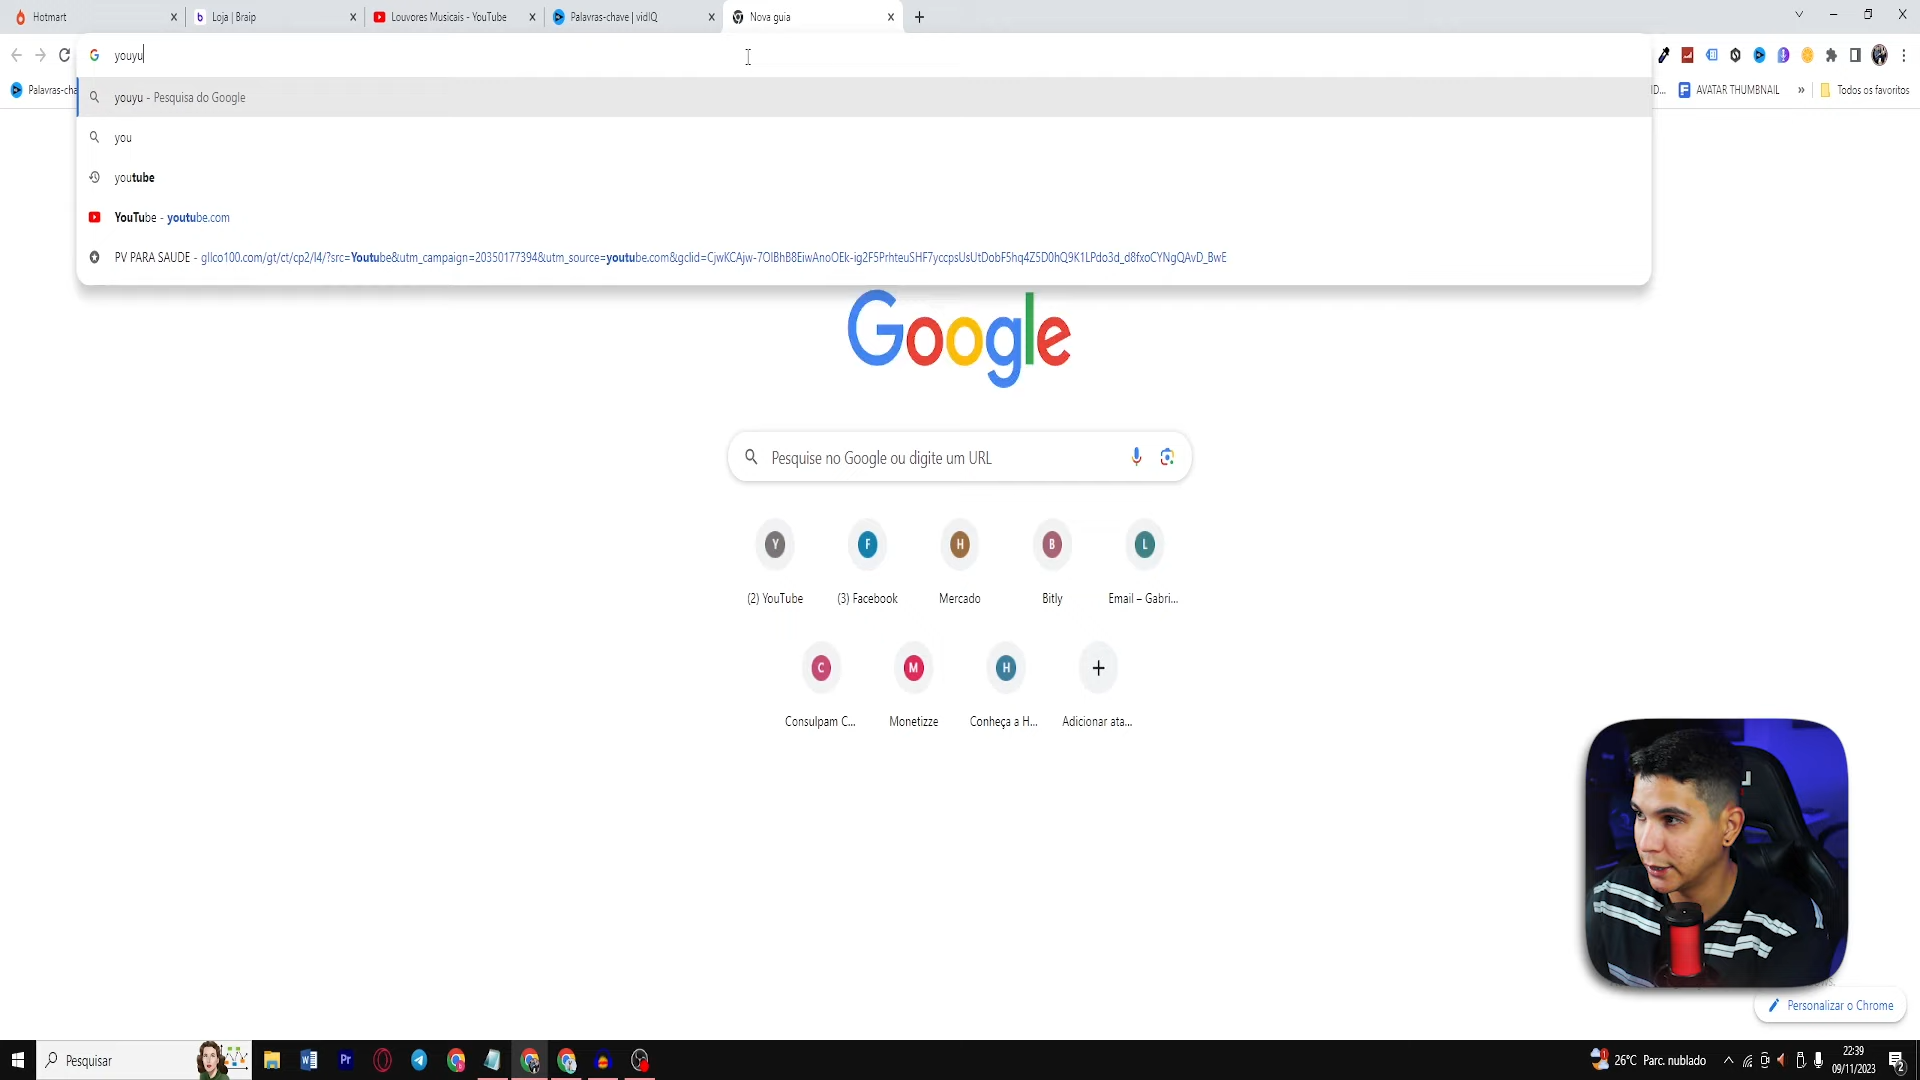 Hotmart
Loja | Braip
Louvores Musicais - YouTube
Palavras-chave | vidIQ
Nova guia
youyu
Palavras-cha
AVATAR THUMBNAIL
»
Todos os favoritos
youyu - Pesquisa do Google
you
youtube
YouTube - youtube.com
PV PARA SAUDE - gllco100.com/gt/ct/cp2/l4/?src=Youtube&utm_campaign=20350177394&utm_source=youtube.com&gclid=CjwKCAjw-7OlBhB8EiwAnoOEk-ig2F5PrhteuSHF7yccpsUsUtDobF5hq4Z5D0hQ9K1LPdo3d_d8fxoCYNgQAvD_BwE
Google
Pesquise no Google ou digite um URL
Y F H B L
(2) YouTube
(3) Facebook
Mercado
Bitly
Email – Gabri...
C M H
Consulpam C...
Monetizze
Conheça a H...
Adicionar ata...
Personalizar o Chrome
Pesquisar
Pr
26°C Parc. nublado
22:39
09/11/2023
2